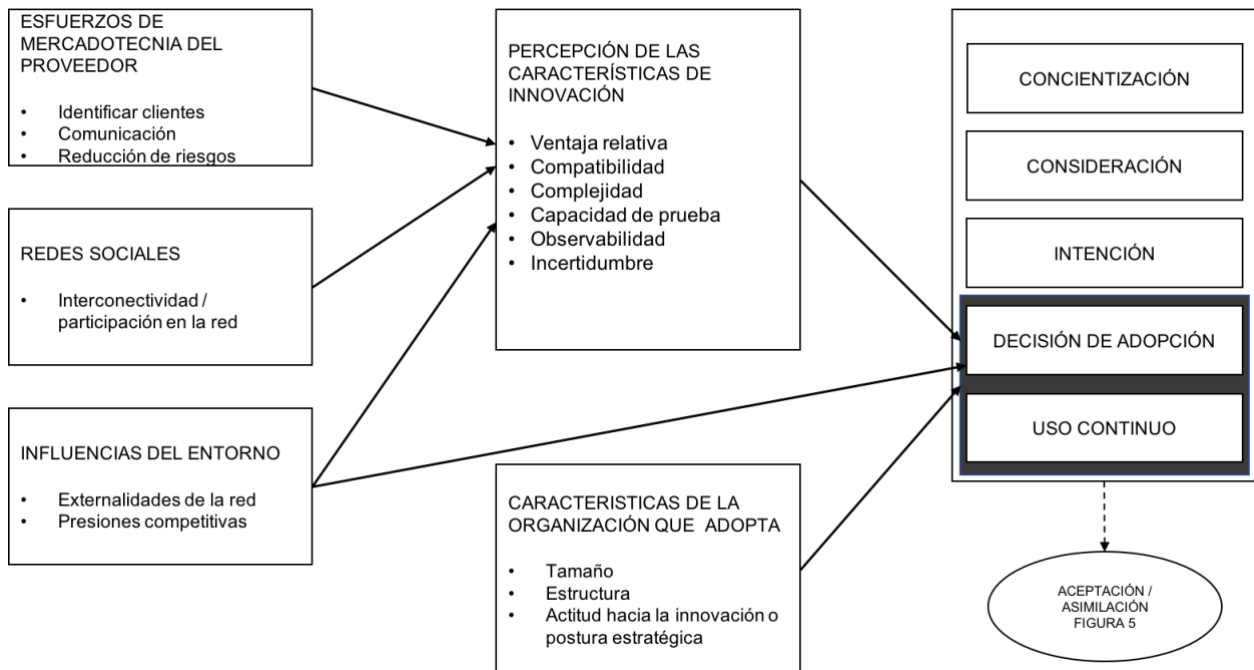 ESFUERZOS DE
MERCADOTECNIA DEL
PROVEEDOR
• Identificar clientes
• Comunicación
• Reducción de riesgos
REDES SOCIALES
• Interconectividad /
participación en la red
INFLUENCIAS DEL ENTORNO
• Externalidades de la red
• Presiones competitivas
PERCEPCIÓN DE LAS
CARACTERÍSTICAS DE
INNOVACIÓN
• Ventaja relativa
• Compatibilidad
• Complejidad
• Capacidad de prueba
• Observabilidad
• Incertidumbre
CARACTERISTICAS DE LA
ORGANIZACIÓN QUE ADOPTA
• Tamaño
• Estructura
• Actitud hacia la innovación o
postura estratégica
CONCIENTIZACIÓN
CONSIDERACIÓN
INTENCIÓN
DECISIÓN DE ADOPCIÓN
USO CONTINUO
ACEPTACIÓN /
ASIMILACIÓN
FIGURA 5